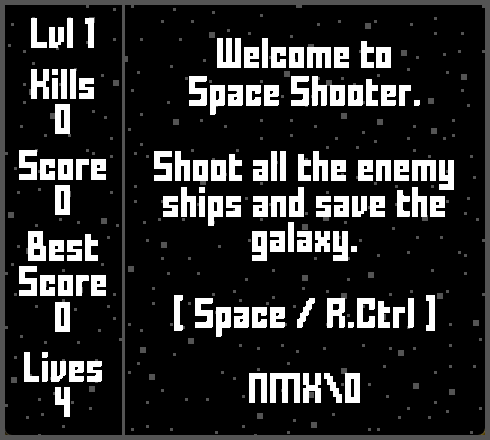 Lvl 1
Kills
0
Score
0
Best
Score
0
Lives
4
Welcome to
Space Shooter.
Shoot all the enemy
ships and save the
galaxy.
[ Space / R.Ctrl ]
NMX\0